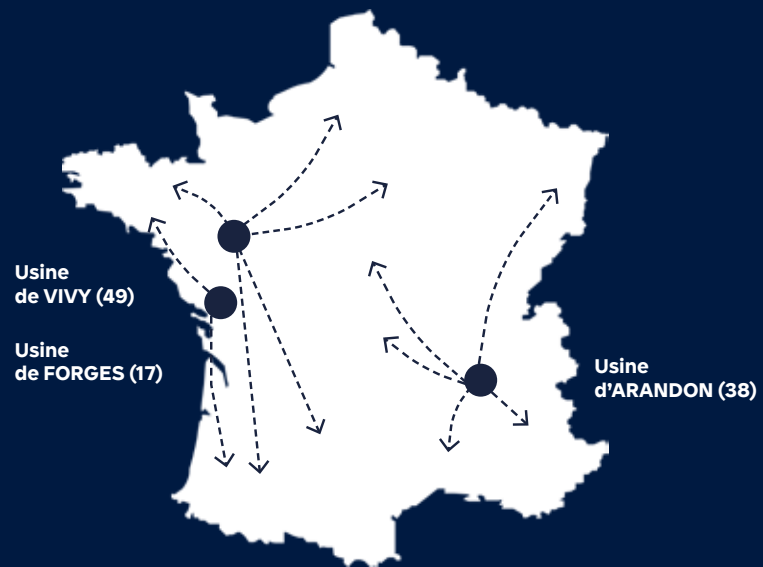 Usine
de VIVY (49)
Usine
de FORGES (17)
Usine
d’ARANDON (38)